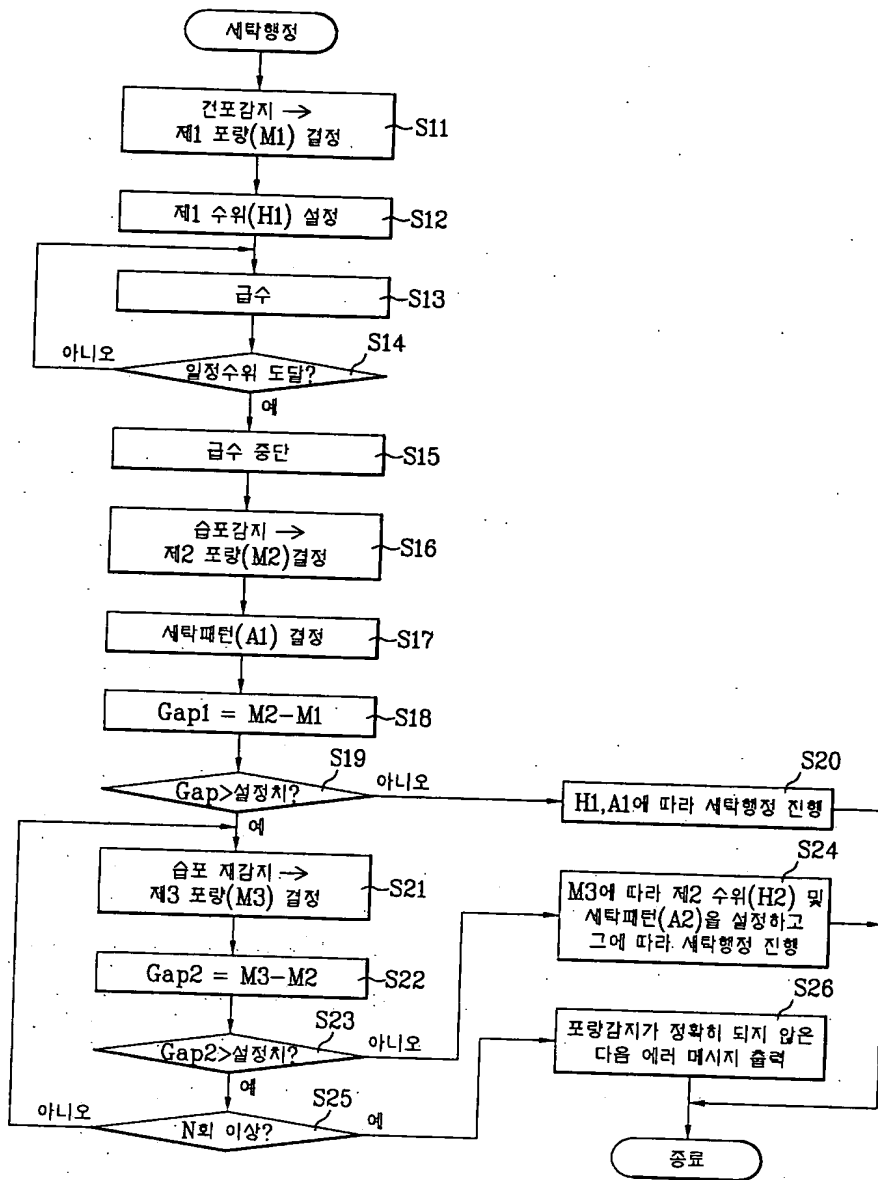 세탁행정
건포감지 →
제1 포량(M1) 결정
S11
제1 수위(H1) 설정
S12
급수
S13
S14
아니오
일정수위 도달?
예
급수 중단
S15
습포감지 →
제2 포량(M2)결정
S16
세탁패턴(A1) 결정
S17
Gap1 = M2-M1
S18
S19
Gap>설정치?
아니오
예
S20
H1,A1에 따라 세탁행정 진행
습포 재감지 →
제3 포량(M3) 결정
S21
S24
M3에 따라 제2 수위(H2) 및
세탁패턴(A2)을 설정하고
그에 따라 세탁행정 진행
Gap2 = M3-M2
S22
S23
Gap2>설정치?
아니오
예
S26
포량감지가 정확히 되지 않은
다음 에러 메시지 출력
S25
아니오
N회 이상?
예
종료